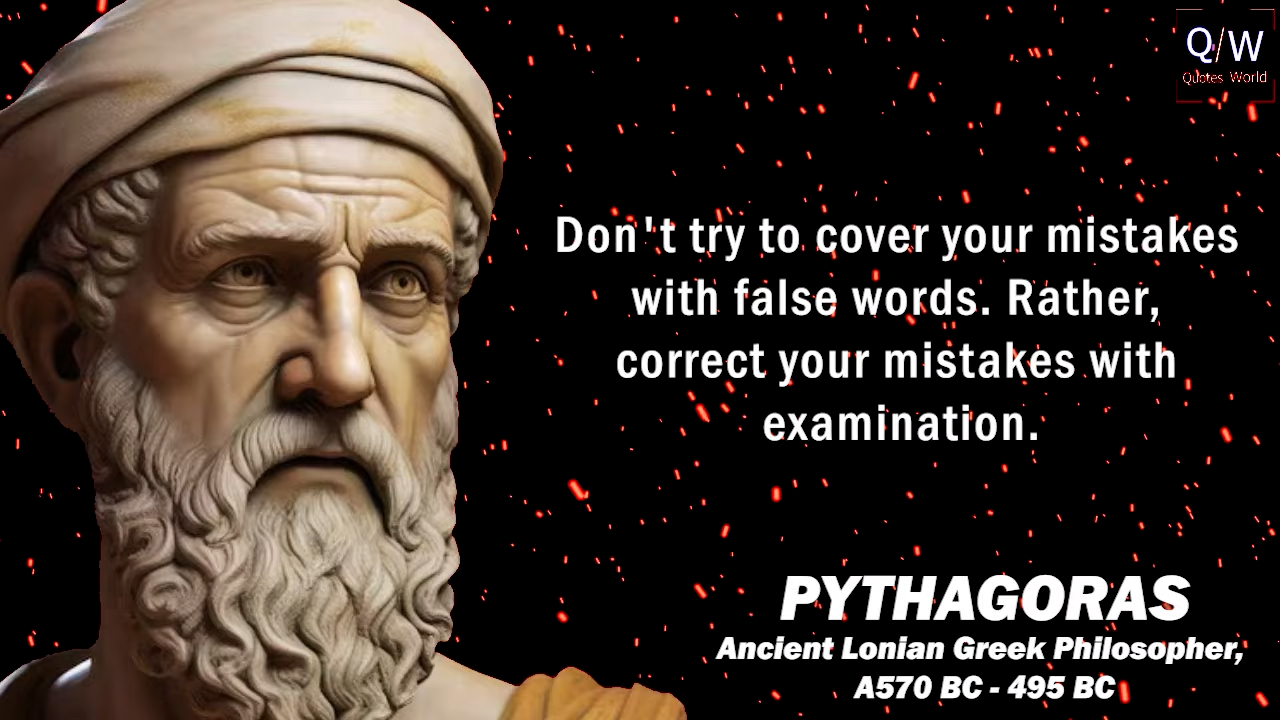 Q/W
Quotes World
Don't try to cover your mistakes
with false words. Rather,
correct your mistakes with
examination.
PYTHAGORAS
Ancient Lonian Greek Philosopher,
A570 BC - 495 BC